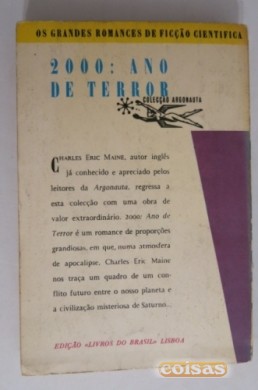 OS GRANDES ROMANCES DE FICÇÃO CIENTIFICA
2000: ANO
DE TERROR
COLECÇÃO ARGONAUTA
CHARLES ERIC MAINE, autor inglês
já conhecido e apreciado pelos
leitores da Argonauta, regressa a
esta colecção com uma obra de
valor extraordinário. 2000: Ano de
Terror é um romance de proporções
grandiosas, em que, numa atmosfera
de apocalipse, Charles Eric Maine
nos traça um quadro de um con-
flito futuro entre o nosso planeta e
a civilização misteriosa de Saturno...
EDIÇÃO «LIVROS DO BRASIL» LISBOA
coisas